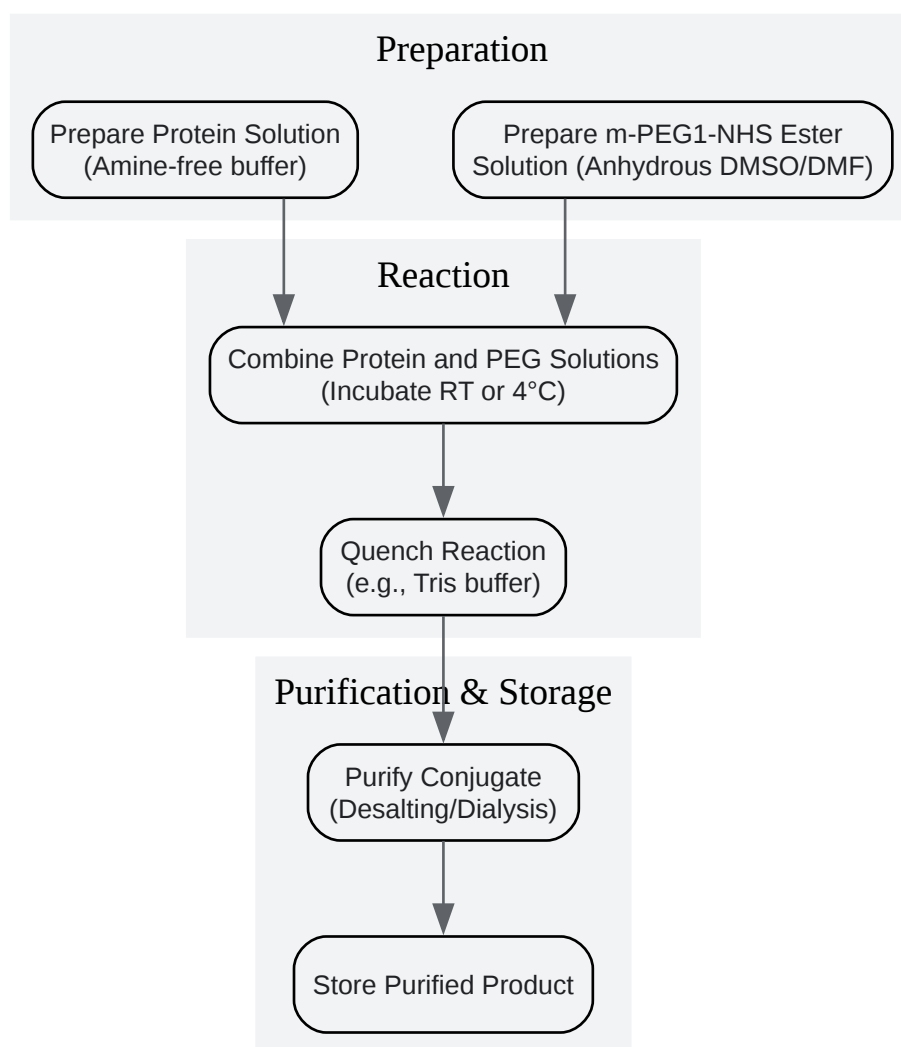 Preparation
Prepare Protein Solution
(Amine-free buffer)
Prepare m-PEG1-NHS Ester
Solution (Anhydrous DMSO/DMF)
Reaction
Combine Protein and PEG Solutions
(Incubate RT or 4°C)
Quench Reaction
(e.g., Tris buffer)
Purification & Storage
Purify Conjugate
(Desalting/Dialysis)
Store Purified Product